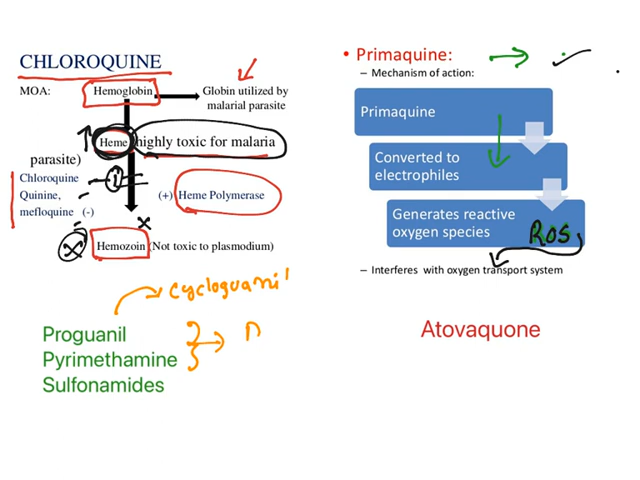 CHLOROQUINE
MOA: Hemoglobin Globin utilized by
malarial parasite
Heme highly toxic for malaria
parasite)
Chloroquine
Quinine, (+) Heme Polymerase
mefloquine (-)
Hemozoin (Not toxic to plasmodium)
cycloguanil
Proguanil
Pyrimethamine
Sulfonamides
• Primaquine:
– Mechanism of action:
Primaquine
Converted to
electrophiles
Generates reactive
oxygen species ROS
– Interferes with oxygen transport system
Atovaquone